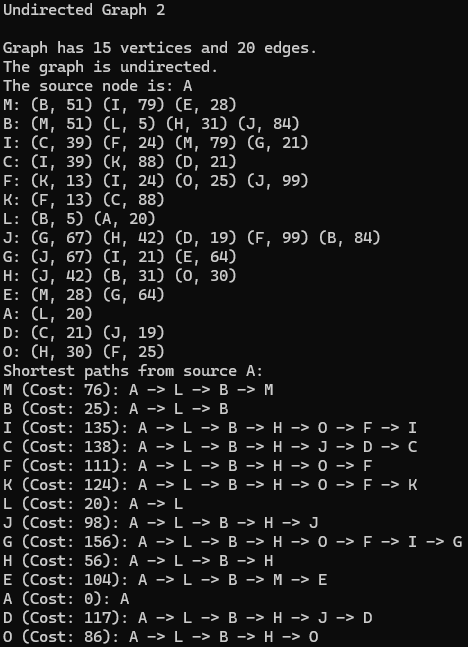 Undirected Graph 2
Graph has 15 vertices and 20 edges.
The graph is undirected.
The source node is: A
M: (B, 51) (I, 79) (E, 28)
B: (M, 51) (L, 5) (H, 31) (J, 84)
I: (C, 39) (F, 24) (M, 79) (G, 21)
C: (I, 39) (K, 88) (D, 21)
F: (K, 13) (I, 24) (O, 25) (J, 99)
K: (F, 13) (C, 88)
L: (B, 5) (A, 20)
J: (G, 67) (H, 42) (D, 19) (F, 99) (B, 84)
G: (J, 67) (I, 21) (E, 64)
H: (J, 42) (B, 31) (O, 30)
E: (M, 28) (G, 64)
A: (L, 20)
D: (C, 21) (J, 19)
O: (H, 30) (F, 25)
Shortest paths from source A:
M (Cost: 76): A -> L -> B -> M
B (Cost: 25): A -> L -> B
I (Cost: 135): A -> L -> B -> H -> O -> F -> I
C (Cost: 138): A -> L -> B -> H -> J -> D -> C
F (Cost: 111): A -> L -> B -> H -> O -> F
K (Cost: 124): A -> L -> B -> H -> O -> F -> K
L (Cost: 20): A -> L
J (Cost: 98): A -> L -> B -> H -> J
G (Cost: 156): A -> L -> B -> H -> O -> F -> I -> G
H (Cost: 56): A -> L -> B -> H
E (Cost: 104): A -> L -> B -> M -> E
A (Cost: 0): A
D (Cost: 117): A -> L -> B -> H -> J -> D
O (Cost: 86): A -> L -> B -> H -> O